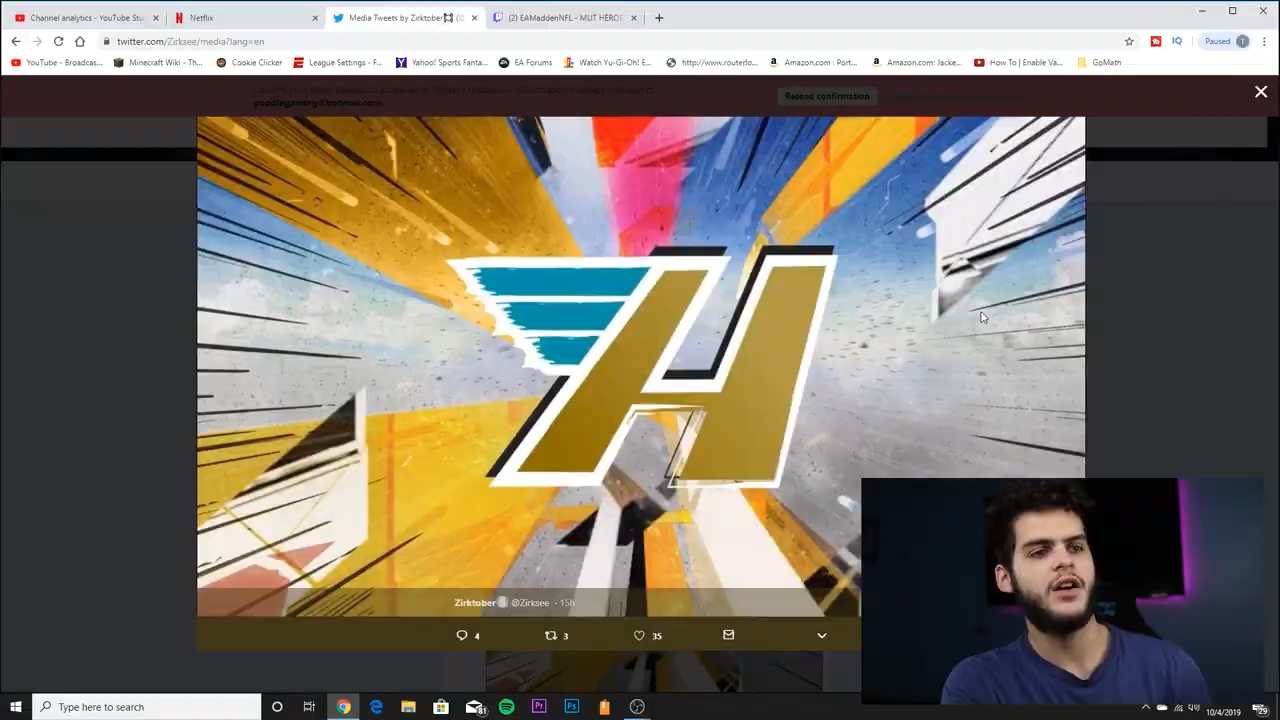 Channel analytics - YouTube Stu
Netflix
Media Tweets by Zirktober
(2) EAMaddenNFL - MUT HEROE
twitter.com/Zirksee/media?lang=en
Paused
T
YouTube - Broadcas...
Minecraft Wiki - Th...
Cookie Clicker
League Settings - F...
Yahoo! Sports Fanta...
EA Forums
Watch Yu-Gi-Oh! E...
http://www.routerlo...
Amazon.com : Port...
Amazon.com: Jacke...
How To | Enable Va...
GoMath
Resend confirmation
H
Zirktober @Zirksee · 15h
4
3
35
Type here to search
81
10/4/2019
29